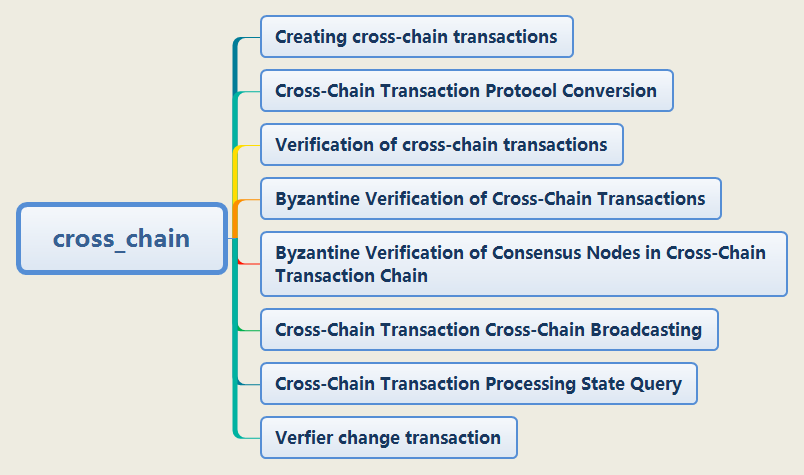 Creating cross-chain transactions
Cross-Chain Transaction Protocol Conversion
Verification of cross-chain transactions
Byzantine Verification of Cross-Chain Transactions
cross_chain
Byzantine Verification of Consensus Nodes in Cross-Chain
Transaction Chain
Cross-Chain Transaction Cross-Chain Broadcasting
Cross-Chain Transaction Processing State Query
Verfier change transaction